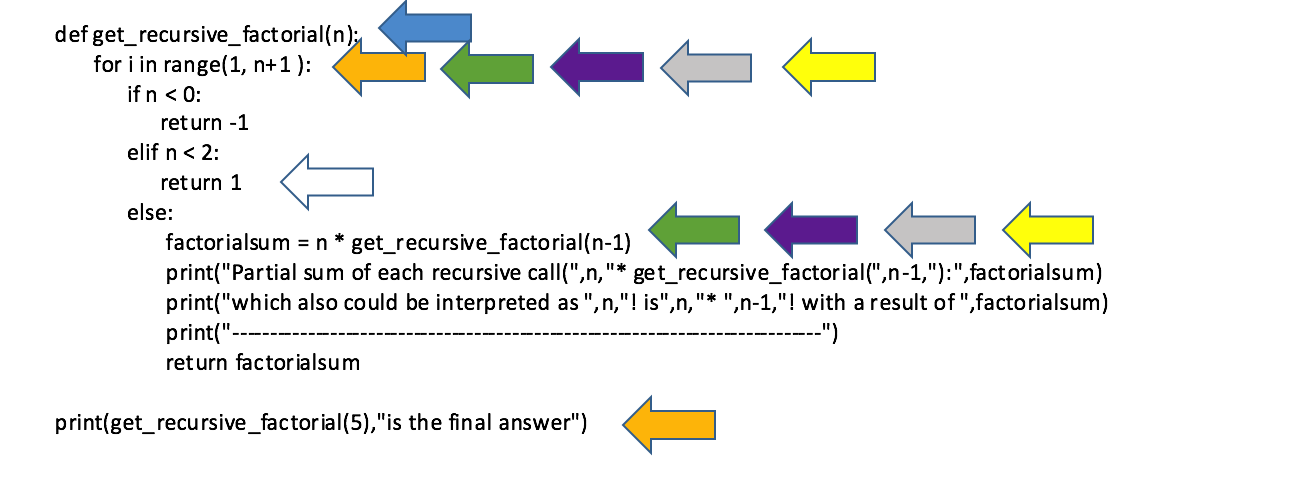 def get_recursive_factorial(n):
for i in range(1, n+1 ):
if n < 0:
return -1
elif n < 2:
return 1
else:
factorialsum = n * get_recursive_factorial(n-1)
print("Partial sum of each recursive call(",n,"* get_recursive_factorial(",n-1,"):",factorialsum)
print("which also could be interpreted as ",n,"! is",n,"* ",n-1,"! with a result of ",factorialsum)
print("------------------------------------------------------------------------------")
return factorialsum
print(get_recursive_factorial(5),"is the final answer")